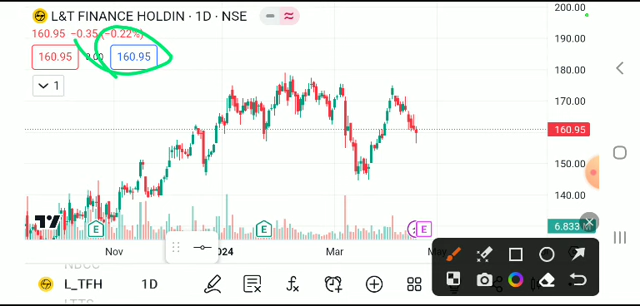 L&T FINANCE HOLDIN · 1D · NSE
160.95 −0.35 (−0.22%)
160.95 160.95
1
200.00
190.00
180.00
170.00
160.95
150.00
140.00
6.833
E E E
Nov 2024 Mar May
L_TFH 1D